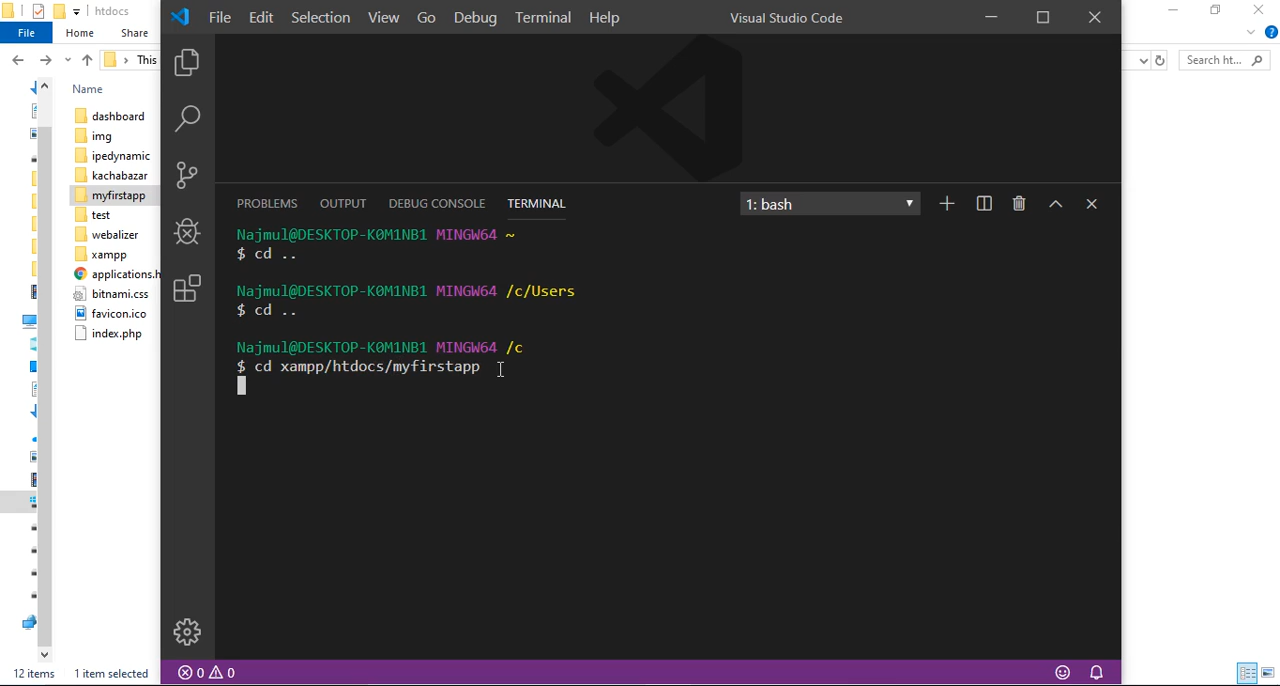 htdocs
File
Home
Share
This
Search ht...
Name
dashboard
img
ipedynamic
kachabazar
myfirstapp
test
webalizer
xampp
applications.h
bitnami.css
favicon.ico
index.php
12 items
1 item selected
File Edit Selection View Go Debug Terminal Help
Visual Studio Code
PROBLEMS OUTPUT DEBUG CONSOLE TERMINAL
1: bash
Najmul@DESKTOP-K0M1NB1 MINGW64 ~
$ cd ..
Najmul@DESKTOP-K0M1NB1 MINGW64 /c/Users
$ cd ..
Najmul@DESKTOP-K0M1NB1 MINGW64 /c
$ cd xampp/htdocs/myfirstapp
0 0